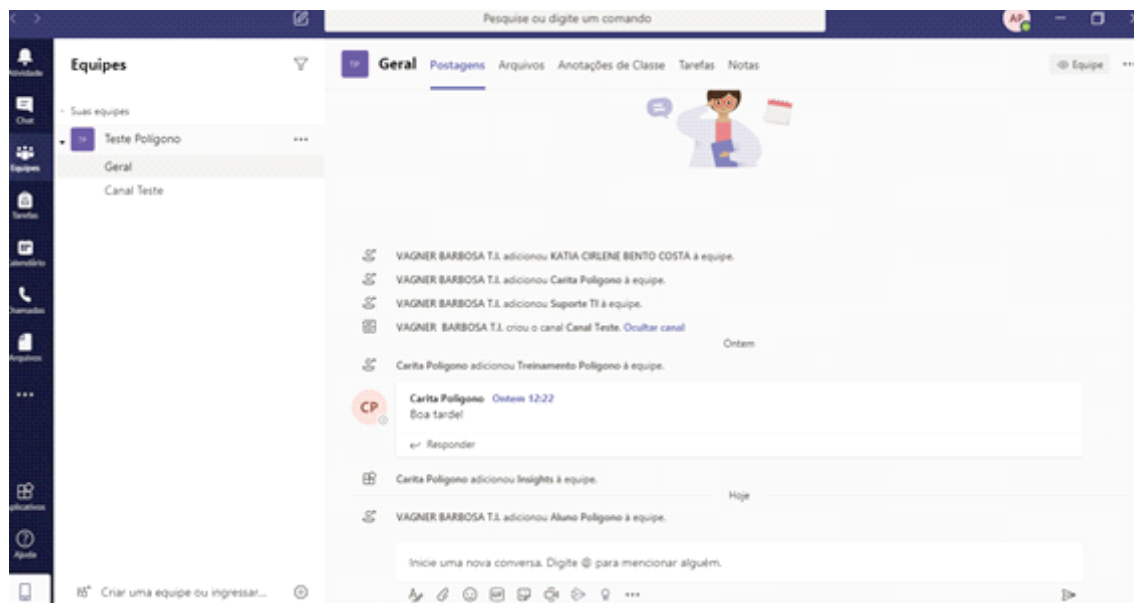 Pesquise ou digite um comando
AP
Atividade
Chat
Equipes
Tarefas
Calendário
Chamadas
Arquivos
Aplicativos
Ajuda
Equipes
Suas equipes
TP Teste Polígono
Geral
Canal Teste
Criar uma equipe ou ingressar...
TP Geral Postagens Arquivos Anotações de Classe Tarefas Notas
Equipe
VAGNER BARBOSA T.I. adicionou KATIA CIRLENE BENTO COSTA à equipe.
VAGNER BARBOSA T.I. adicionou Carita Poligono à equipe.
VAGNER BARBOSA T.I. adicionou Suporte TI à equipe.
VAGNER BARBOSA T.I. criou o canal Canal Teste. Ocultar canal
Ontem
Carita Poligono adicionou Treinamento Poligono à equipe.
CP
Carita Poligono Ontem 12:22
Boa tarde!
Responder
Carita Poligono adicionou Insights à equipe.
Hoje
VAGNER BARBOSA T.I. adicionou Aluno Poligono à equipe.
Inicie uma nova conversa. Digite @ para mencionar alguém.